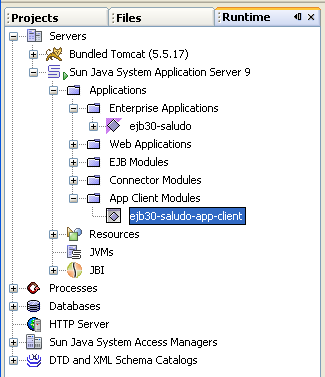 Projects Files Runtime
Servers
Bundled Tomcat (5.5.17)
Sun Java System Application Server 9
Applications
Enterprise Applications
ejb30-saludo
Web Applications
EJB Modules
Connector Modules
App Client Modules
ejb30-saludo-app-client
Resources
JVMs
JBI
Processes
Databases
HTTP Server
Sun Java System Access Managers
DTD and XML Schema Catalogs